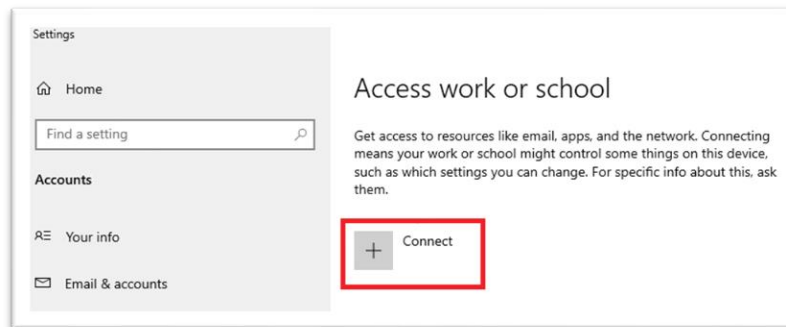 Settings
Home
Find a setting
Accounts
Your info
Email & accounts
Access work or school
Get access to resources like email, apps, and the network. Connecting
means your work or school might control some things on this device,
such as which settings you can change. For specific info about this, ask
them.
Connect